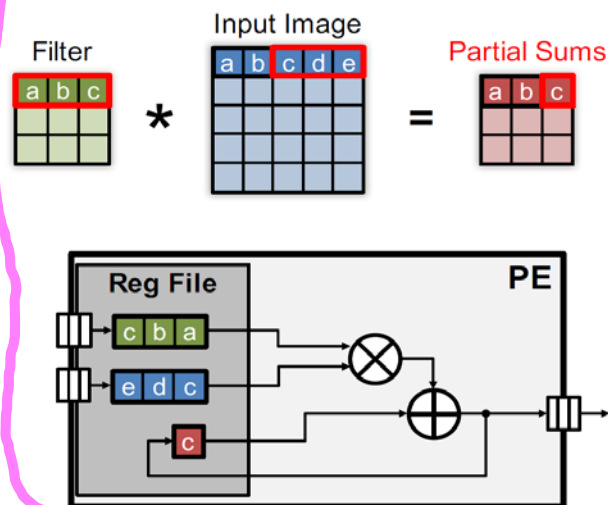 Input Image
Filter
Partial Sums
a b c
a b c d e
a b c
*
=
Reg File
PE
c b a
e d c
c